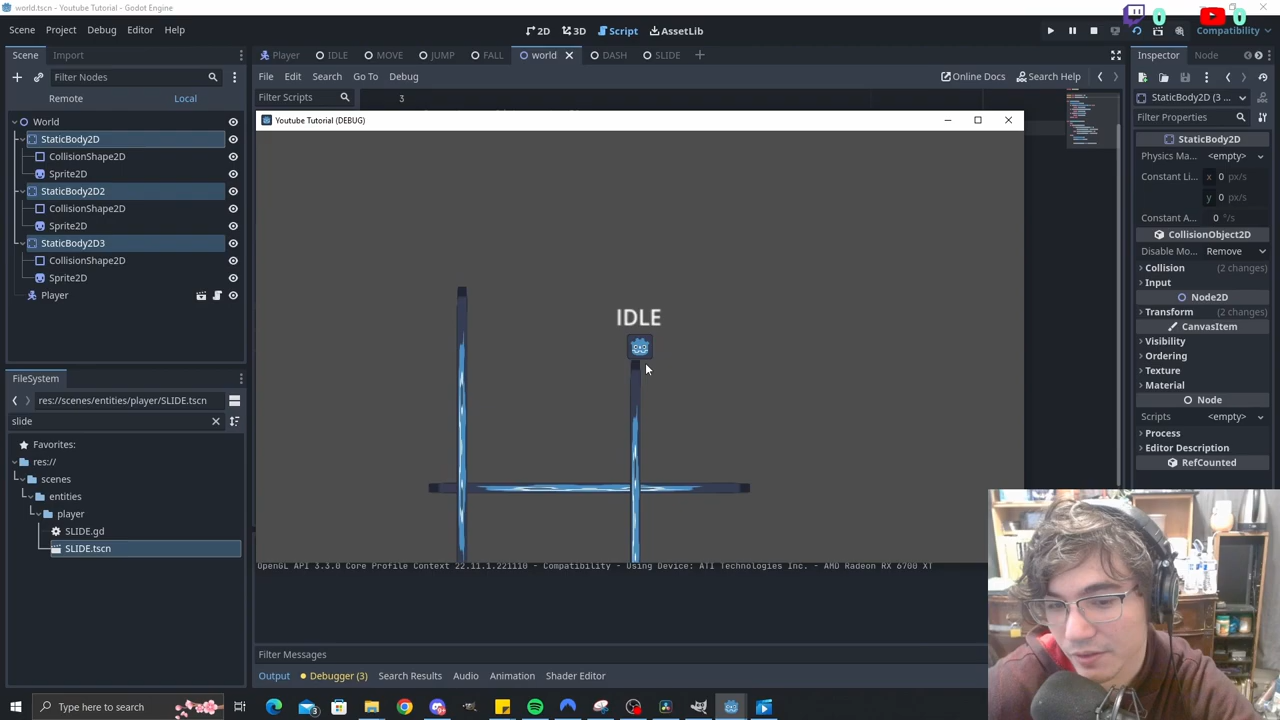 world.tscn - Youtube Tutorial - Godot Engine
0
0
Scene Project Debug Editor Help
2D 3D Script AssetLib
Compatibility
Scene Import
Player IDLE MOVE JUMP FALL world DASH SLIDE
Inspector Node
Filter Nodes
File Edit Search Go To Debug
Online Docs Search Help
Remote Local
Filter Scripts
3
StaticBody2D (3 ...
Filter Properties
World
StaticBody2D
CollisionShape2D
Sprite2D
StaticBody2D2
CollisionShape2D
Sprite2D
StaticBody2D3
CollisionShape2D
Sprite2D
Player
Youtube Tutorial (DEBUG)
IDLE
StaticBody2D
Physics Ma... <empty>
Constant Li... x 0 px/s
y 0 px/s
Constant A... 0 °/s
CollisionObject2D
Disable Mo... Remove
Collision (2 changes)
Input
Node2D
Transform (2 changes)
CanvasItem
Visibility
Ordering
Texture
Material
Node
Scripts <empty>
Process
Editor Description
RefCounted
FileSystem
res://scenes/entities/player/SLIDE.tscn
slide
Favorites:
res://
scenes
entities
player
SLIDE.gd
SLIDE.tscn
OpenGL API 3.3.0 Core Profile Context 22.11.1.221110 - Compatibility - Using Device: ATI Technologies Inc. - AMD Radeon RX 6700 XT
Filter Messages
Output Debugger (3) Search Results Audio Animation Shader Editor
Type here to search